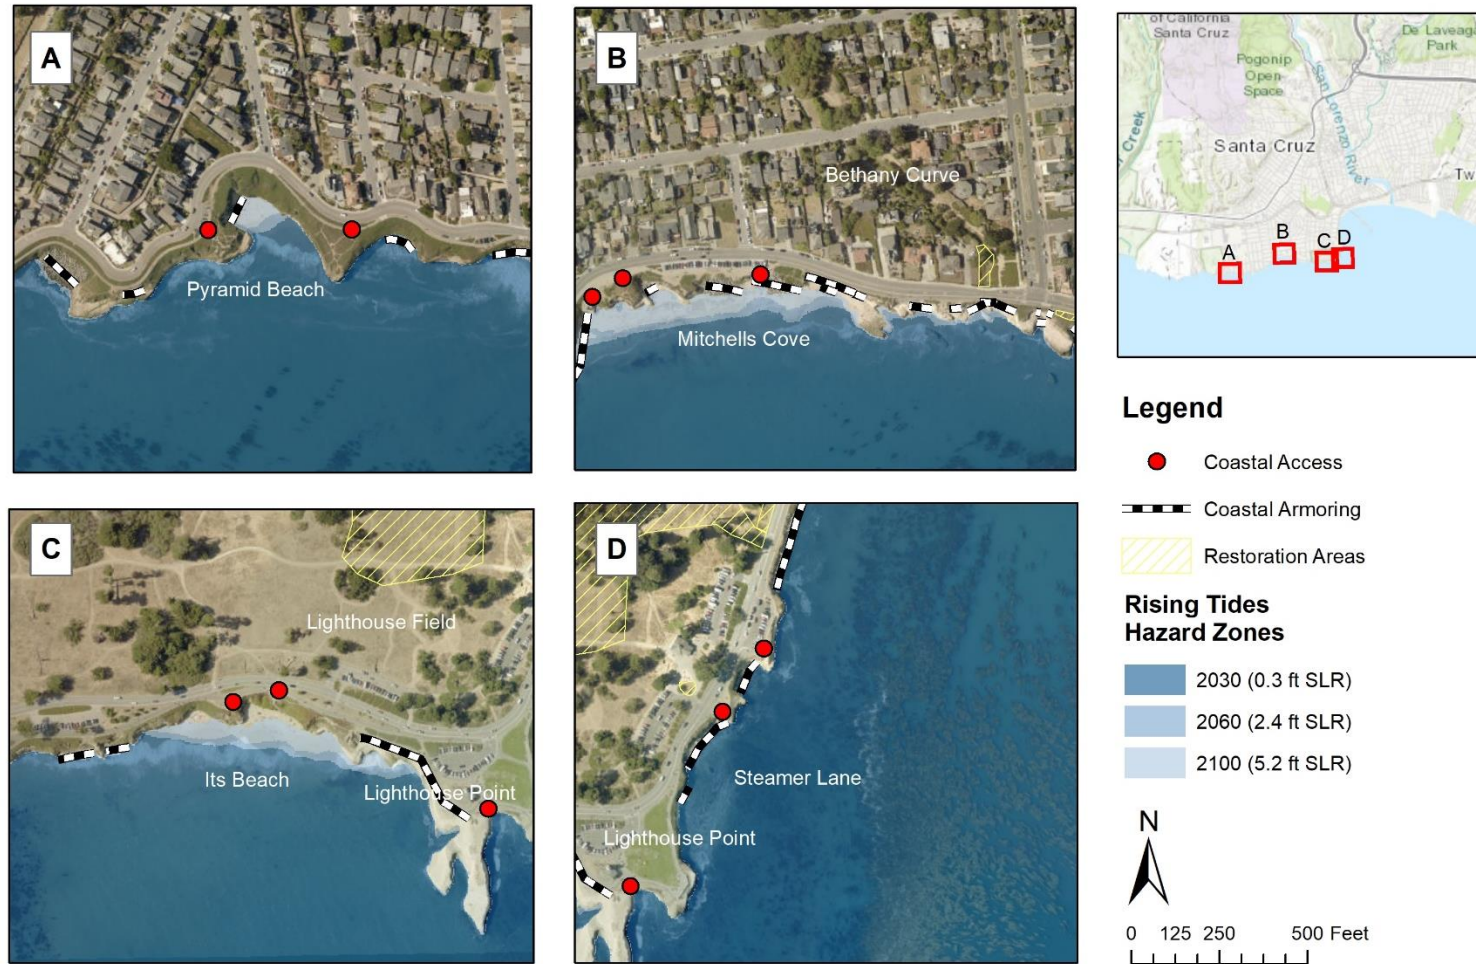 A
Pyramid Beach
B
Bethany Curve
Mitchells Cove
of California
Santa Cruz
De Laveaga
Park
Pogonip
Open
Space
San Lorenzo River
Creek
Santa Cruz
Tw
A
B
C
D
Legend
Coastal Access
Coastal Armoring
Restoration Areas
Rising Tides
Hazard Zones
2030 (0.3 ft SLR)
2060 (2.4 ft SLR)
2100 (5.2 ft SLR)
N
0 125 250 500 Feet
C
Lighthouse Field
Its Beach
Lighthouse Point
D
Steamer Lane
Lighthouse Point